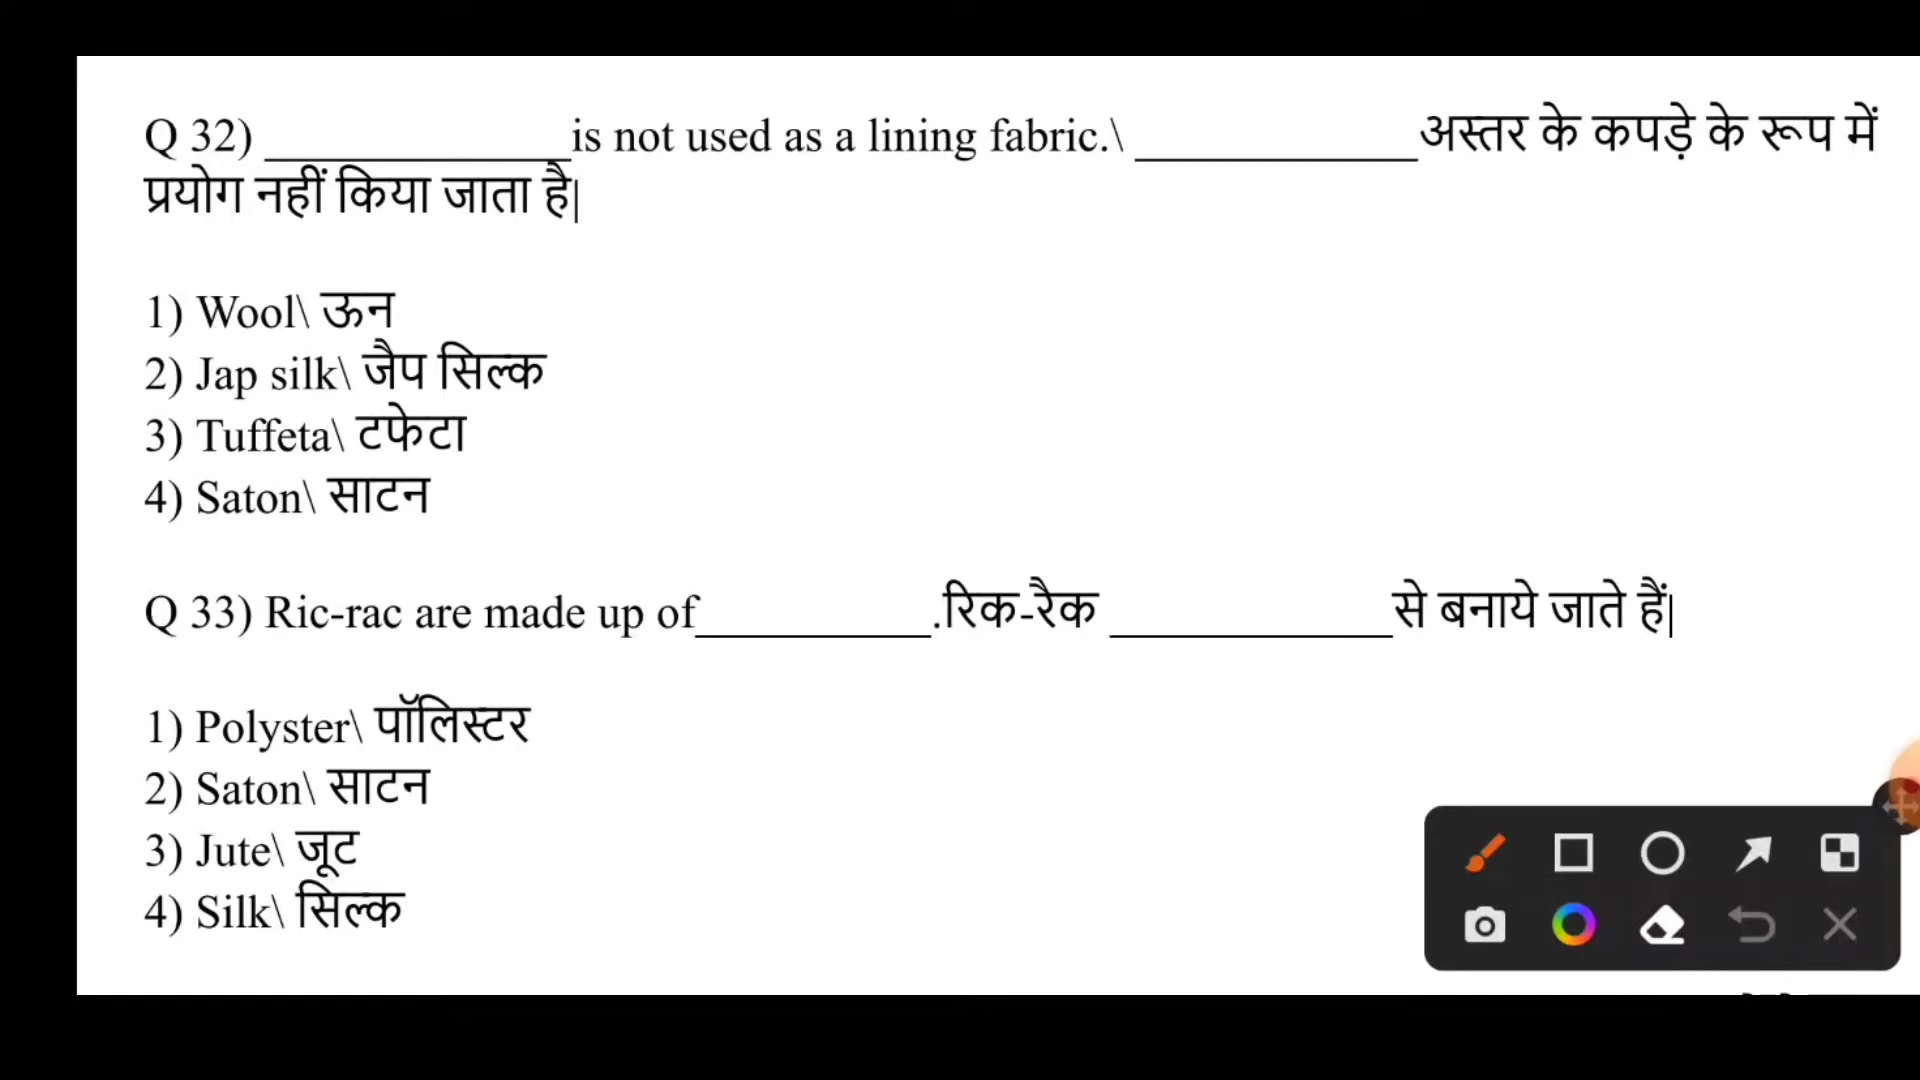 Q 32) _____________is not used as a lining fabric.\ ____________अस्तर के कपड़े के रूप में
प्रयोग नहीं किया जाता है|
1) Wool\ ऊन
2) Jap silk\ जैप सिल्क
3) Tuffeta\ टफेटा
4) Saton\ साटन
Q 33) Ric-rac are made up of__________.रिक-रैक ____________से बनाये जाते हैं|
1) Polyster\ पॉलिस्टर
2) Saton\ साटन
3) Jute\ जूट
4) Silk\ सिल्क